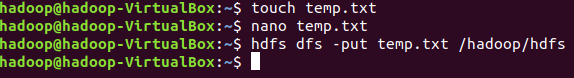 hadoop@hadoop-VirtualBox:~$ touch temp.txt
hadoop@hadoop-VirtualBox:~$ nano temp.txt
hadoop@hadoop-VirtualBox:~$ hdfs dfs -put temp.txt /hadoop/hdfs
hadoop@hadoop-VirtualBox:~$